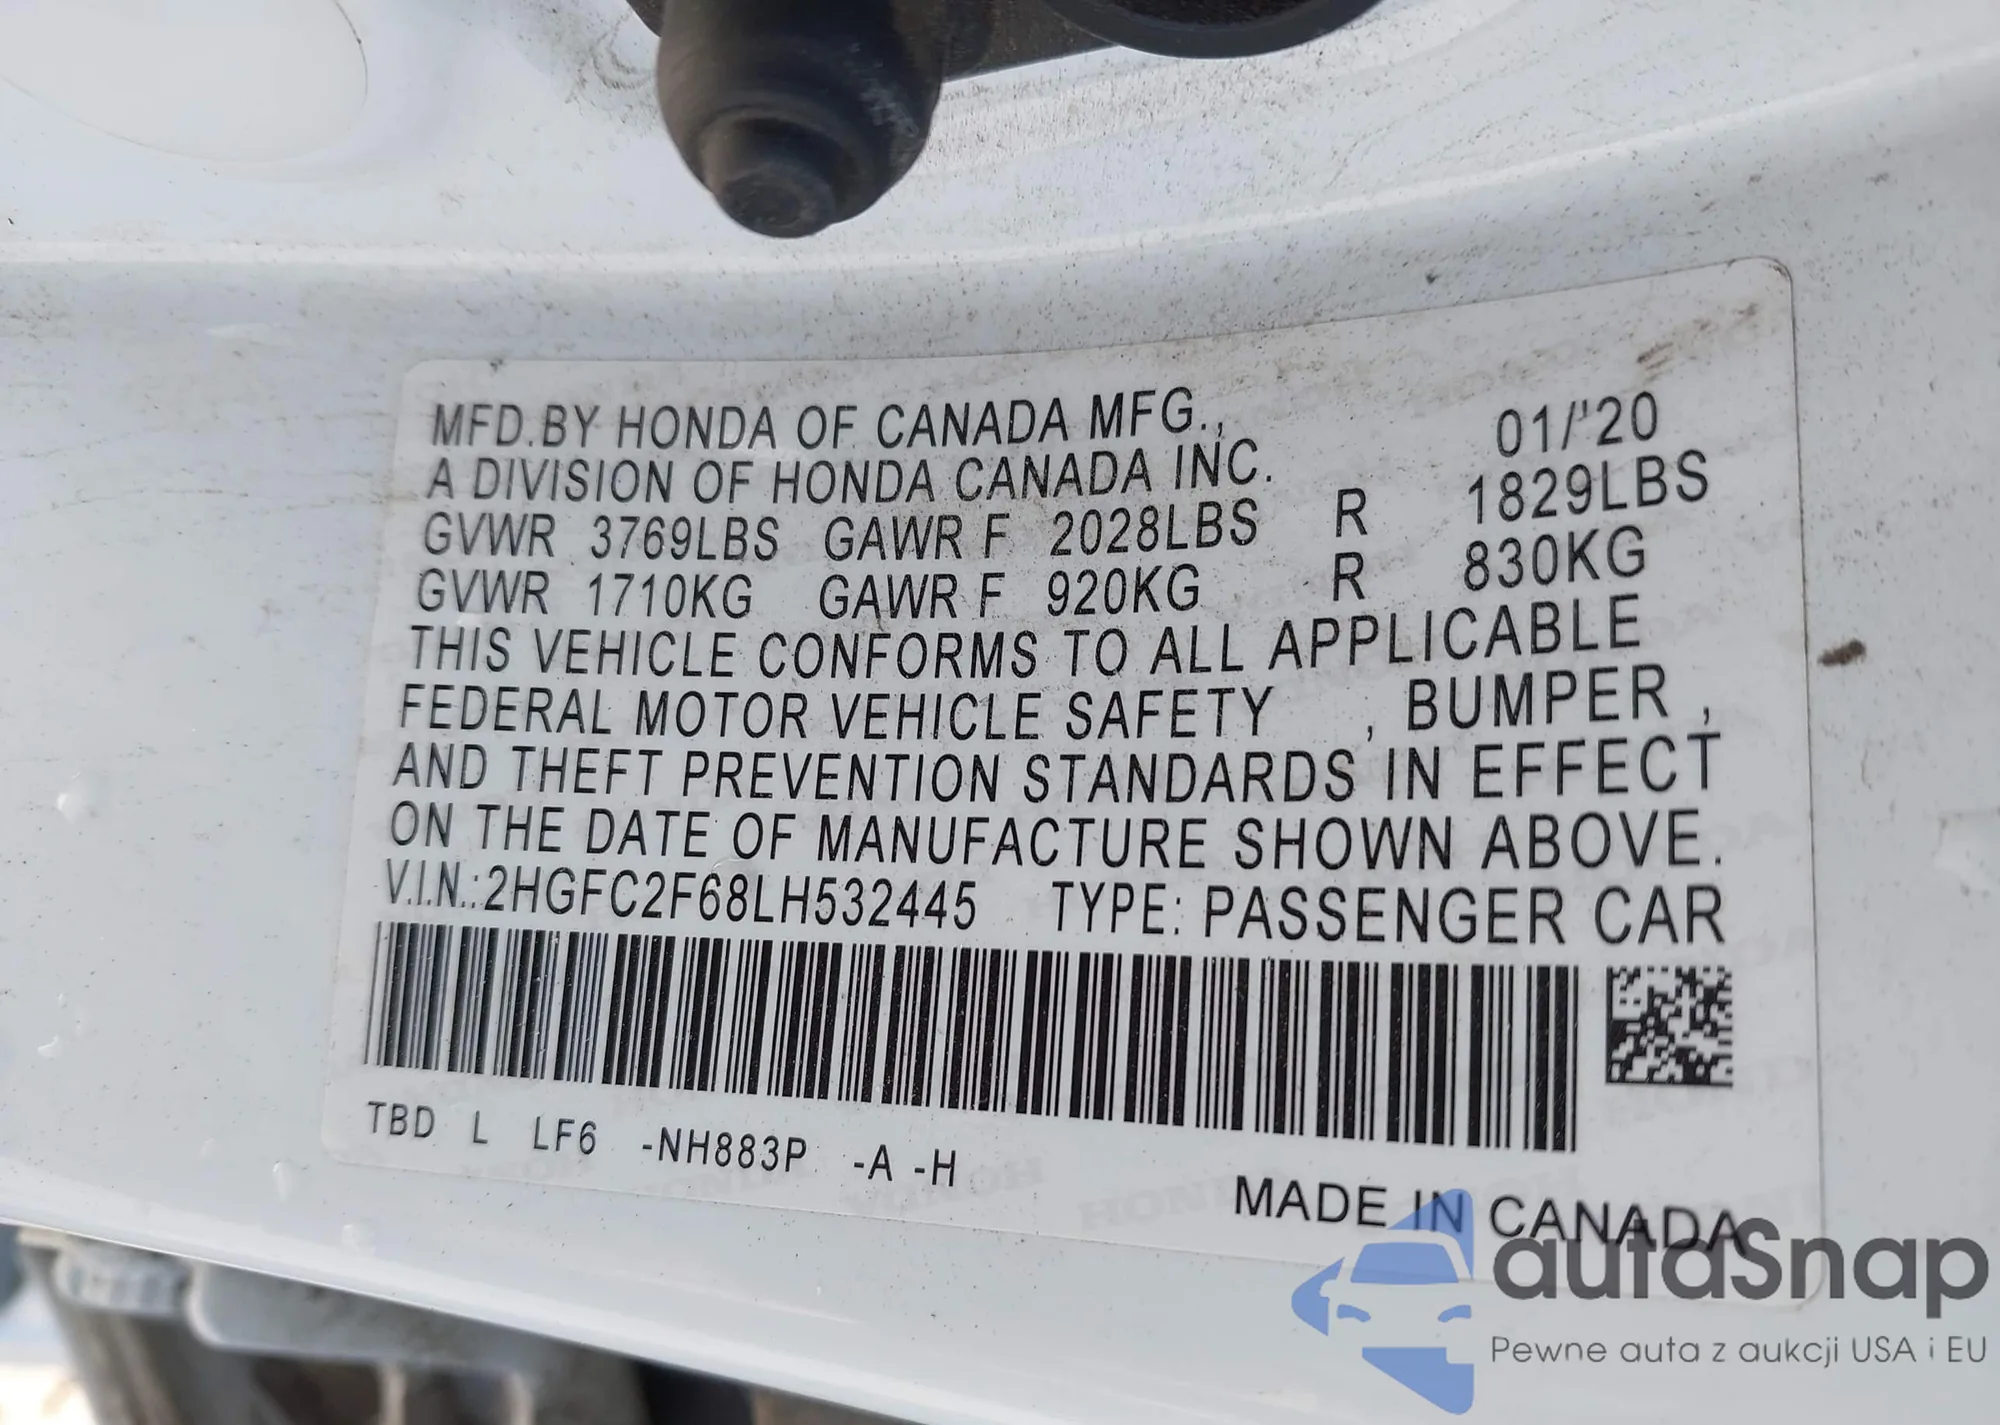 MFD.BY HONDA OF CANADA MFG., 01/'20
A DIVISION OF HONDA CANADA INC.
GVWR 3769LBS GAWR F 2028LBS R 1829LBS
GVWR 1710KG GAWR F 920KG R 830KG
THIS VEHICLE CONFORMS TO ALL APPLICABLE
FEDERAL MOTOR VEHICLE SAFETY , BUMPER ,
AND THEFT PREVENTION STANDARDS IN EFFECT
ON THE DATE OF MANUFACTURE SHOWN ABOVE.
V.I.N.:2HGFC2F68LH532445 TYPE: PASSENGER CAR
TBD L LF6 -NH883P -A -H
MADE IN CANADA
autaSnap
Pewne auta z aukcji USA i EU